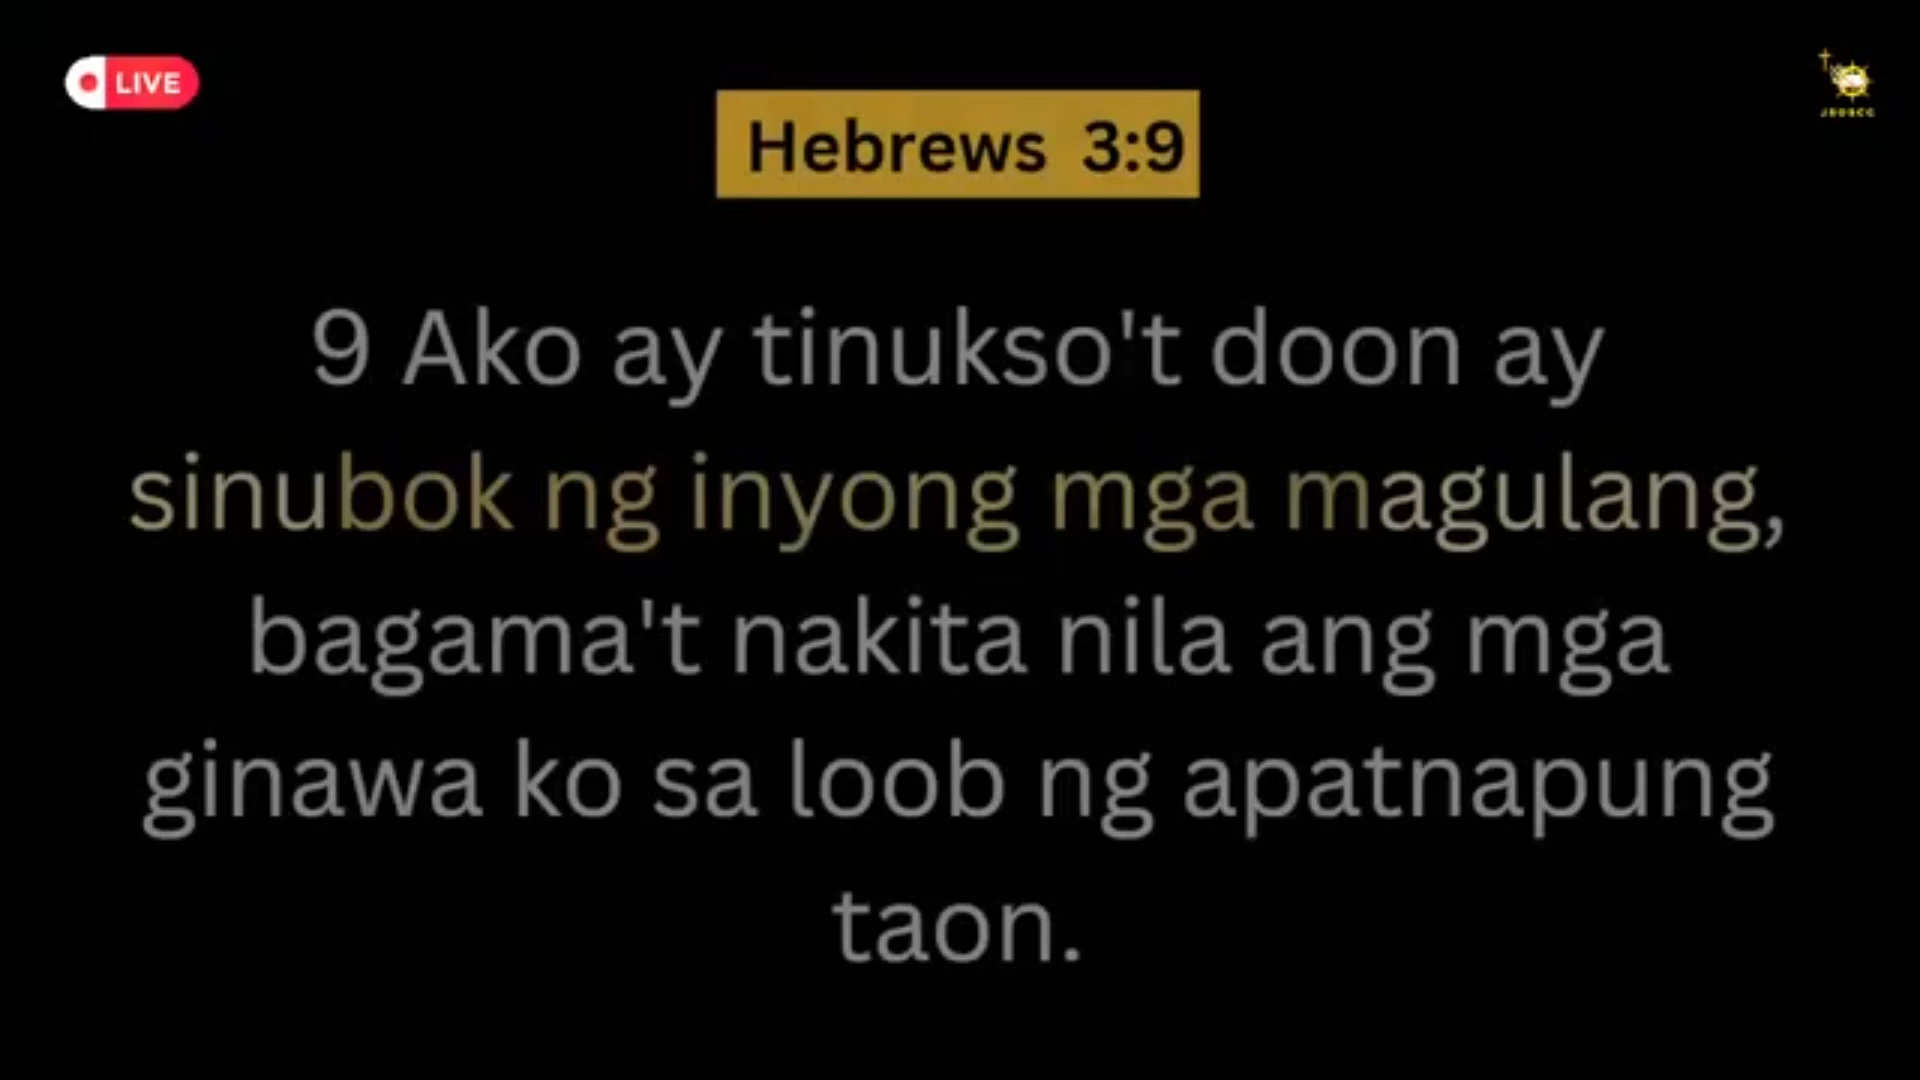 LIVE
Hebrews 3:9
9 Ako ay tinukso't doon ay
sinubok ng inyong mga magulang,
bagama't nakita nila ang mga
ginawa ko sa loob ng apatnapung
taon.